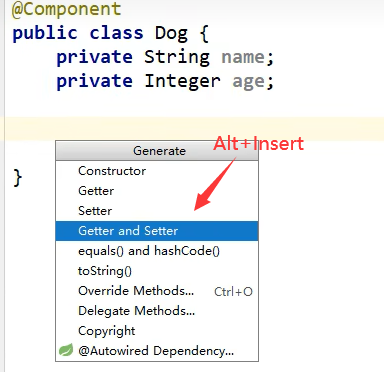 @Component
public class Dog {
private String name;
private Integer age;
Alt+Insert
Generate
}
Constructor
Getter
Setter
Getter and Setter
equals() and hashCode()
toString()
Override Methods... Ctrl+O
Delegate Methods...
Copyright
@Autowired Dependency...